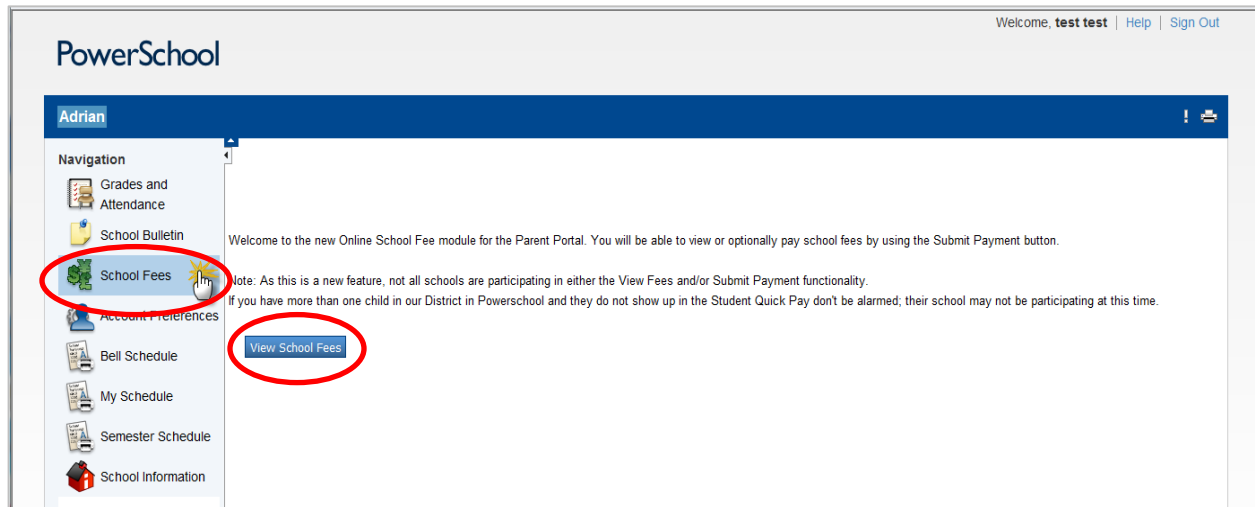 Welcome, test test | Help | Sign Out
PowerSchool
Adrian
!
Navigation
Grades and
Attendance
School Bulletin
School Fees
Account Preferences
Bell Schedule
My Schedule
Semester Schedule
School Information
Welcome to the new Online School Fee module for the Parent Portal. You will be able to view or optionally pay school fees by using the Submit Payment button.
Note: As this is a new feature, not all schools are participating in either the View Fees and/or Submit Payment functionality.
If you have more than one child in our District in Powerschool and they do not show up in the Student Quick Pay don't be alarmed; their school may not be participating at this time.
View School Fees